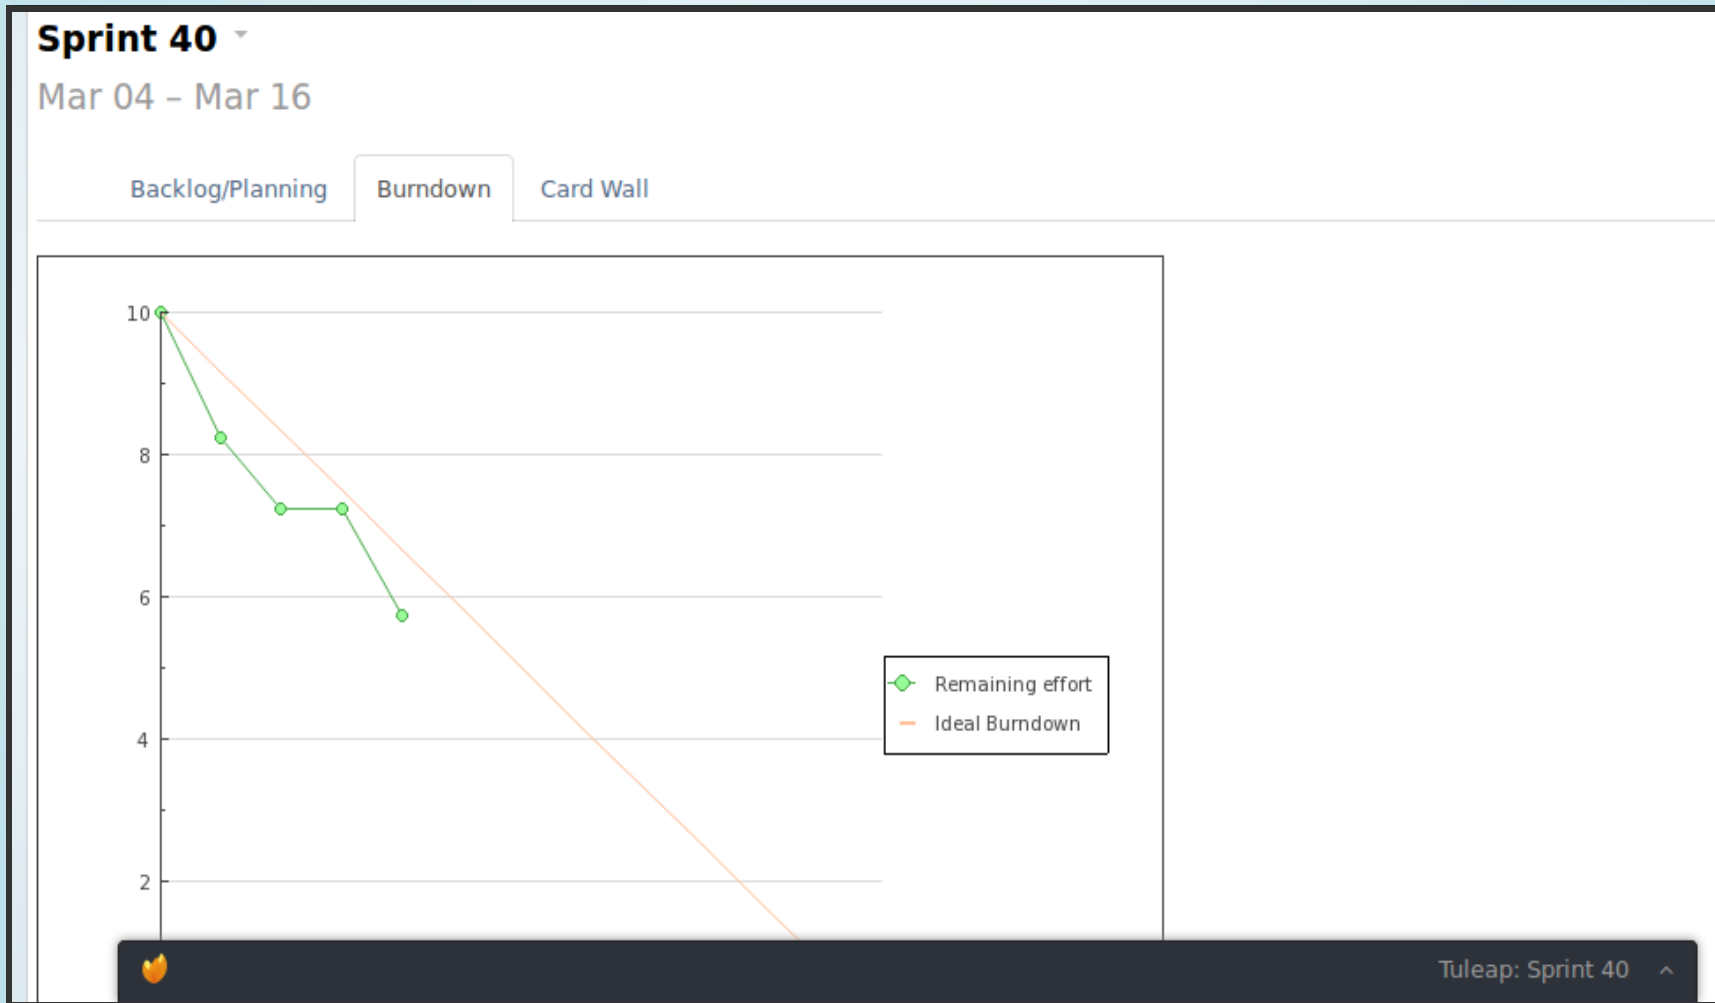 Sprint 40
Mar 04 – Mar 16
Backlog/Planning Burndown Card Wall
10
8
6
4
2
Remaining effort
Ideal Burndown
Tuleap: Sprint 40